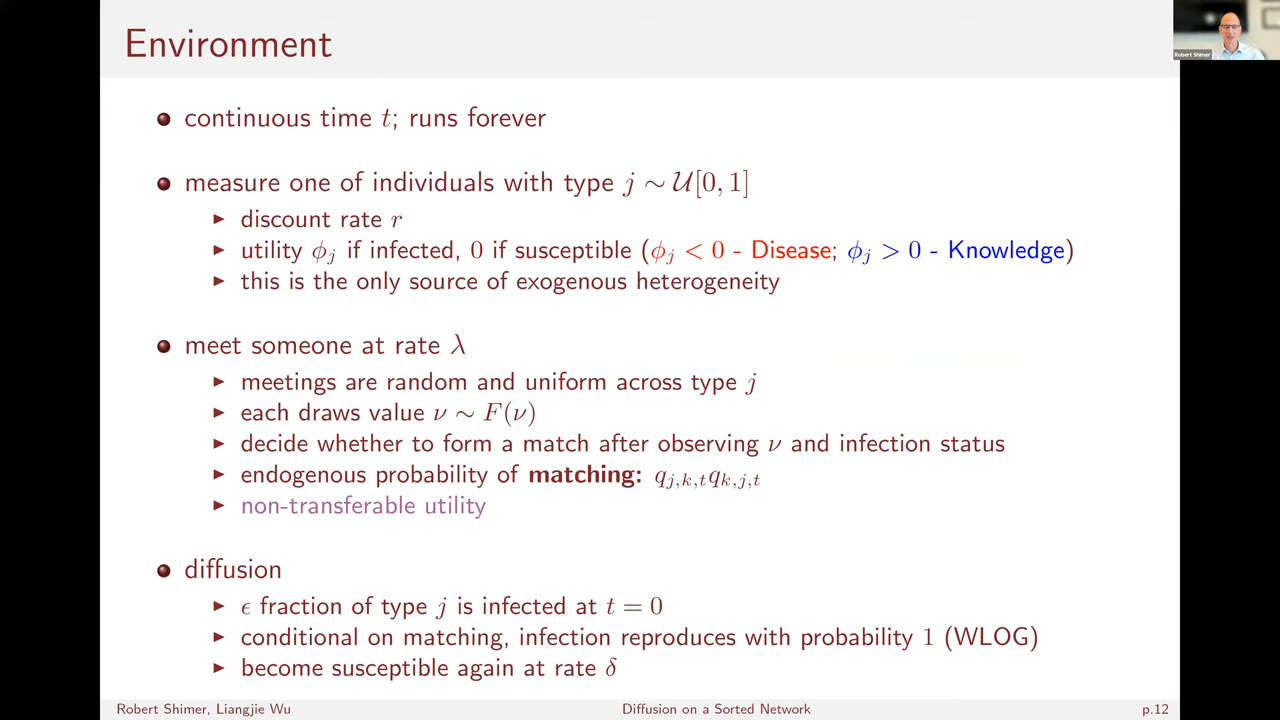 Environment
Robert Shimer
continuous time t; runs forever
measure one of individuals with type j ∼ 𝒰[0, 1]
discount rate r
utility ϕ_j if infected, 0 if susceptible (ϕ_j < 0 - Disease; ϕ_j > 0 - Knowledge)
this is the only source of exogenous heterogeneity
meet someone at rate λ
meetings are random and uniform across type j
each draws value ν ∼ F(ν)
decide whether to form a match after observing ν and infection status
endogenous probability of matching: q_{j,k,t}q_{k,j,t}
non-transferable utility
diffusion
ϵ fraction of type j is infected at t = 0
conditional on matching, infection reproduces with probability 1 (WLOG)
become susceptible again at rate δ
Robert Shimer, Liangjie Wu Diffusion on a Sorted Network p.12